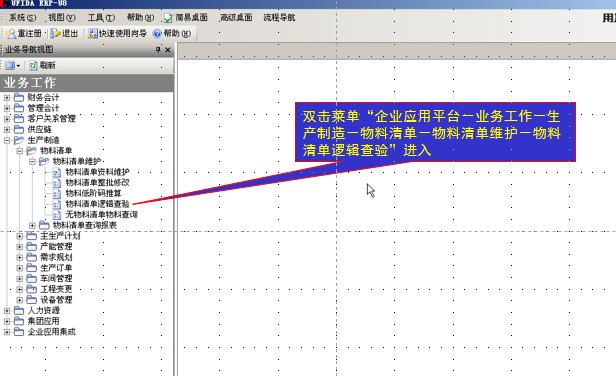 UFIDA ERP-U8
系统(S) 视图(V) 工具(T) 帮助(H) 简易桌面 高级桌面 流程导航
重注册 退出 快速使用向导 帮助(H)
业务导航视图
刷新
业务工作
财务会计
管理会计
客户关系管理
供应链
生产制造
物料清单
物料清单维护
物料清单资料维护
物料清单整批修改
物料低阶码推算
物料清单逻辑查验
无物料清单物料查询
物料清单查询报表
主生产计划
产能管理
需求规划
生产订单
车间管理
工程变更
设备管理
人力资源
集团应用
企业应用集成
双击菜单“企业应用平台－业务工作－生
产制造－物料清单－物料清单维护－物料
清单逻辑查验”进入